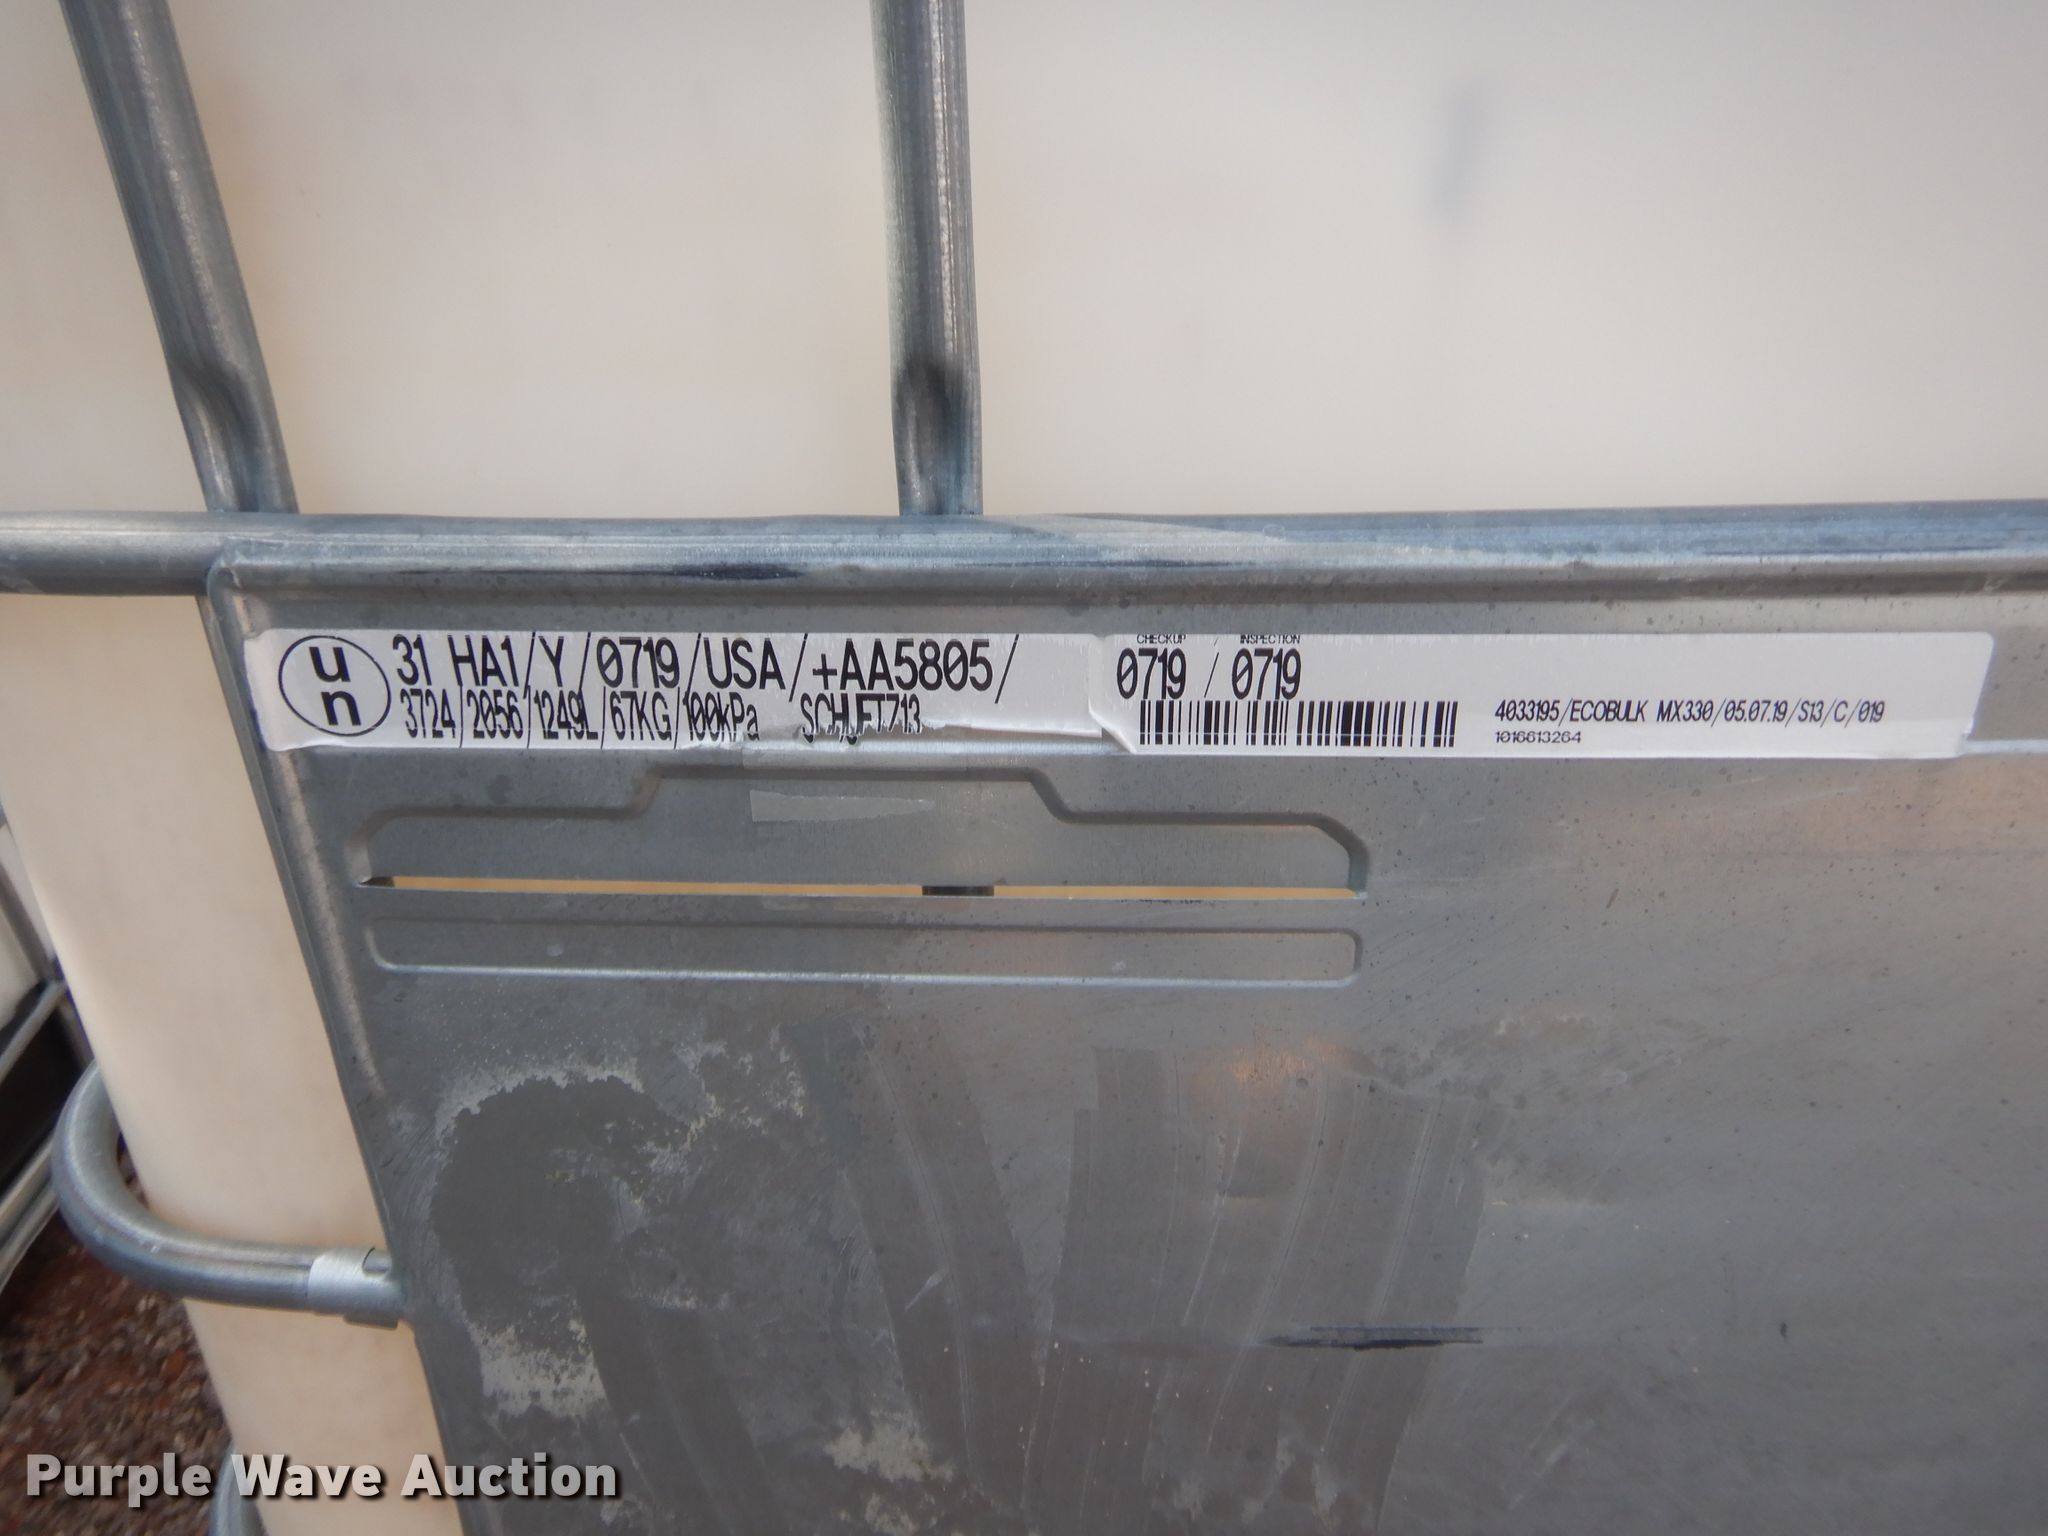 un
31 HA1/Y/0719/USA/+AA5805/
3724/2056/1249L/67KG/100kPa
CHECKUP / INSPECTION
0719 / 0719
4033195/ECOBULK MX330/05.07.19/S13/C/019
1016613264
Purple Wave Auction